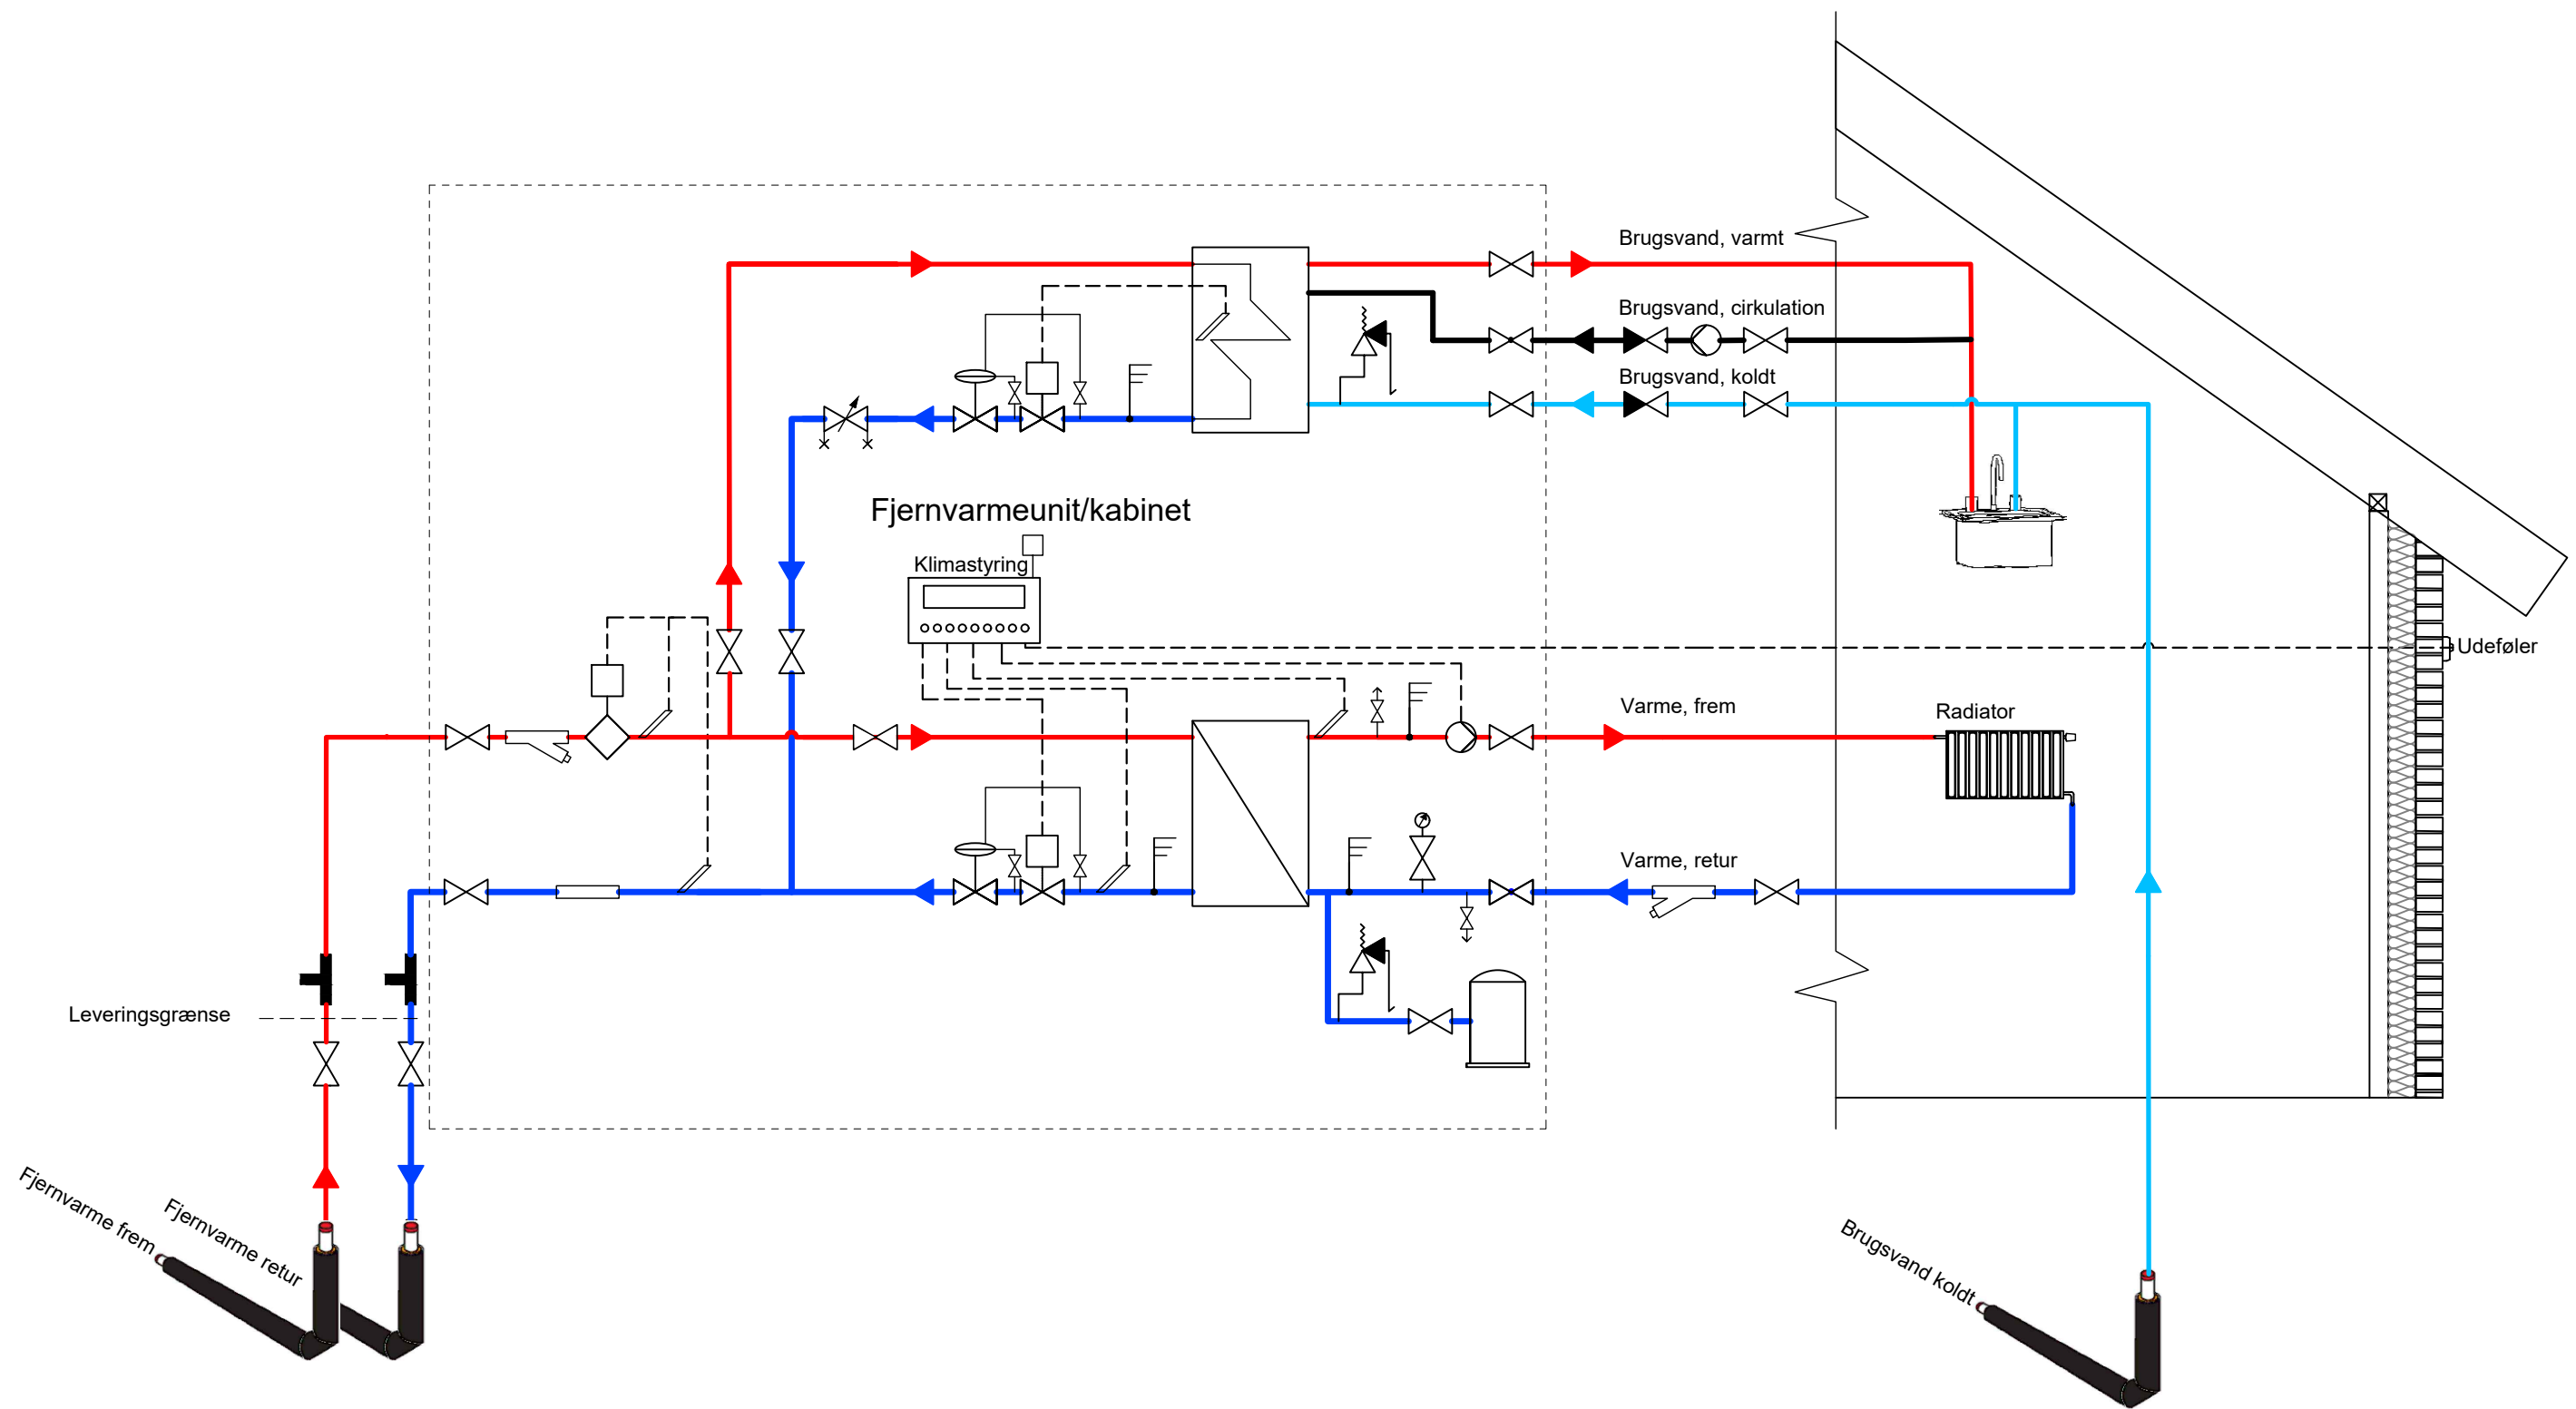 Brugsvand, varmt
Brugsvand, cirkulation
Brugsvand, koldt
Fjernvarmeunit/kabinet
Klimastyring
Udeføler
Varme, frem
Radiator
Varme, retur
Leveringsgrænse
Fjernvarme frem
Fjernvarme retur
Brugsvand koldt